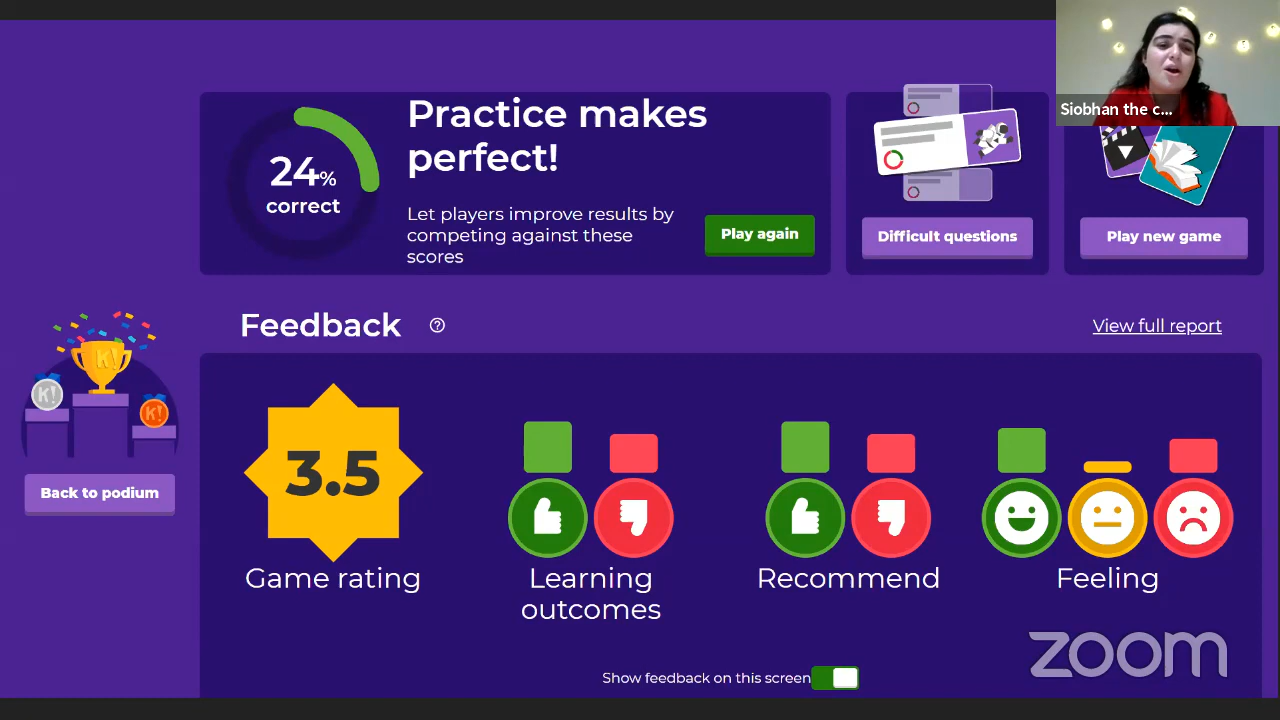 Siobhan the c...
24%
correct
Practice makes
perfect!
Let players improve results by
competing against these
scores
Play again
Difficult questions
Play new game
Feedback
?
View full report
K!
K!
K!
Back to podium
3.5
Game rating
Learning
outcomes
Recommend
Feeling
Show feedback on this screen
zoom